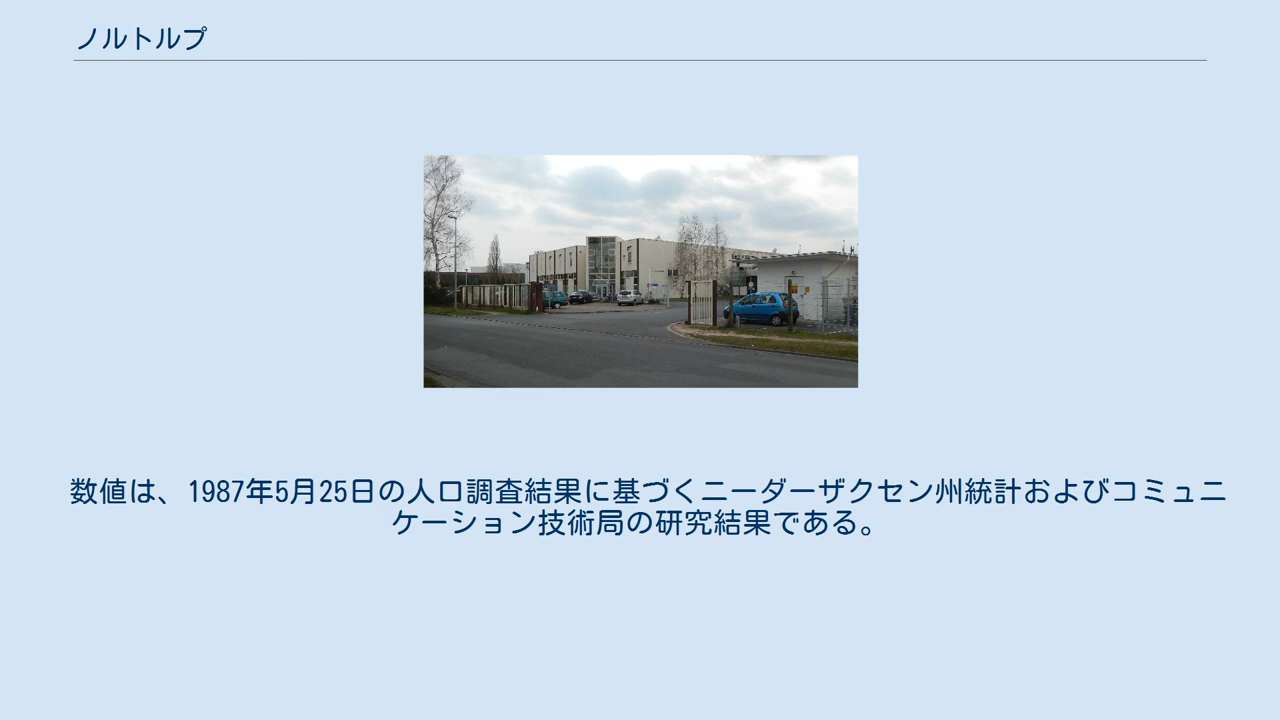 ノルトルプ
数値は、1987年5月25日の人口調査結果に基づくニーダーザクセン州統計およびコミュニ
ケーション技術局の研究結果である。